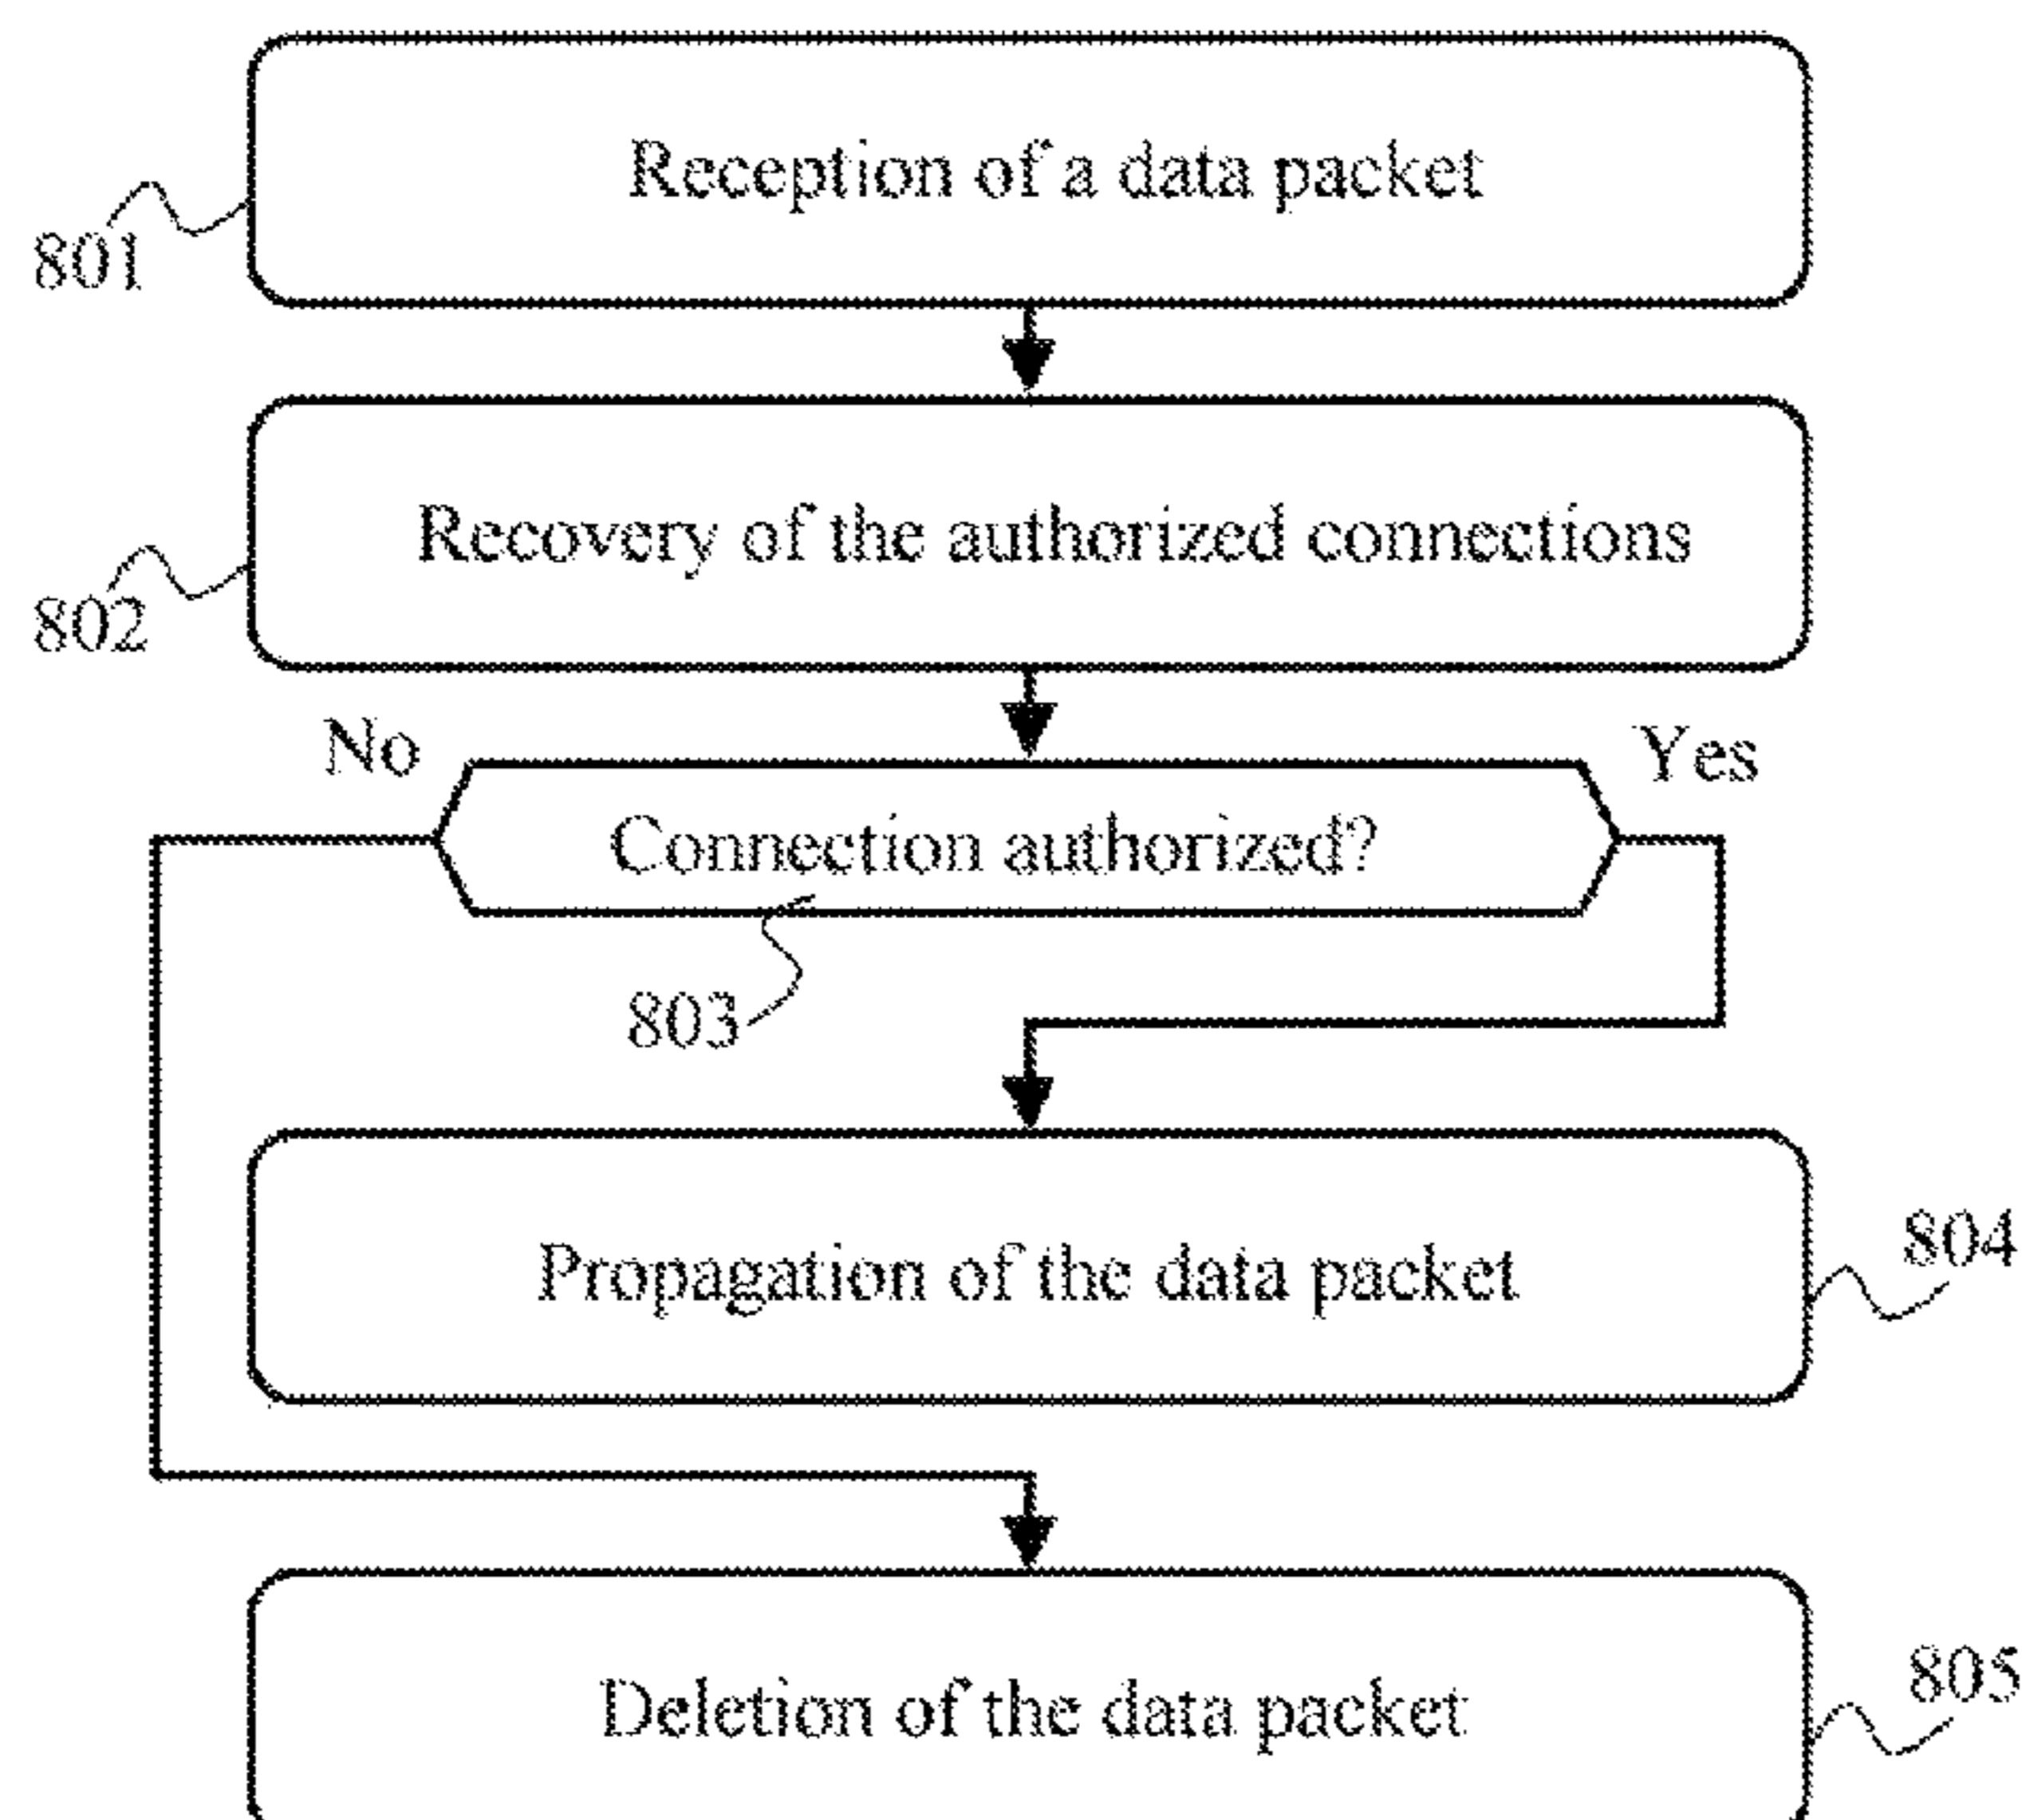 Reception of a data packet
801
Recovery of the authorized connections
802
No
Yes
Connection authorized?
803
Propagation of the data packet
804
Deletion of the data packet
805